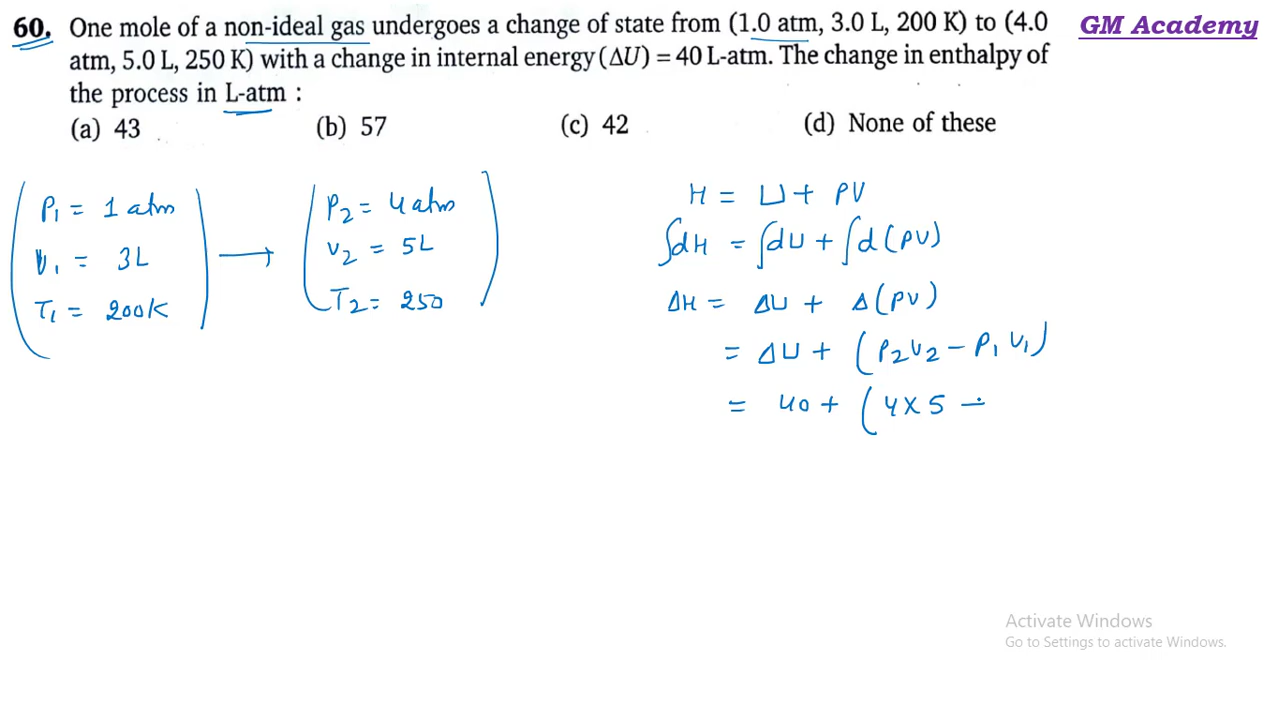 60. One mole of a non-ideal gas undergoes a change of state from (1.0 atm, 3.0 L, 200 K) to (4.0
atm, 5.0 L, 250 K) with a change in internal energy (ΔU) = 40 L-atm. The change in enthalpy of
the process in L-atm :
(a) 43 (b) 57 (c) 42 (d) None of these
GM Academy
P₁ = 1 atm
V₁ = 3L
T₁ = 200K
P₂ = 4 atm
V₂ = 5L
T₂ = 250
H = U + PV
∫dH = ∫dU + ∫d(PV)
ΔH = ΔU + Δ(PV)
= ΔU + (P₂V₂ - P₁V₁)
= 40 + (4×5 -
Activate Windows
Go to Settings to activate Windows.